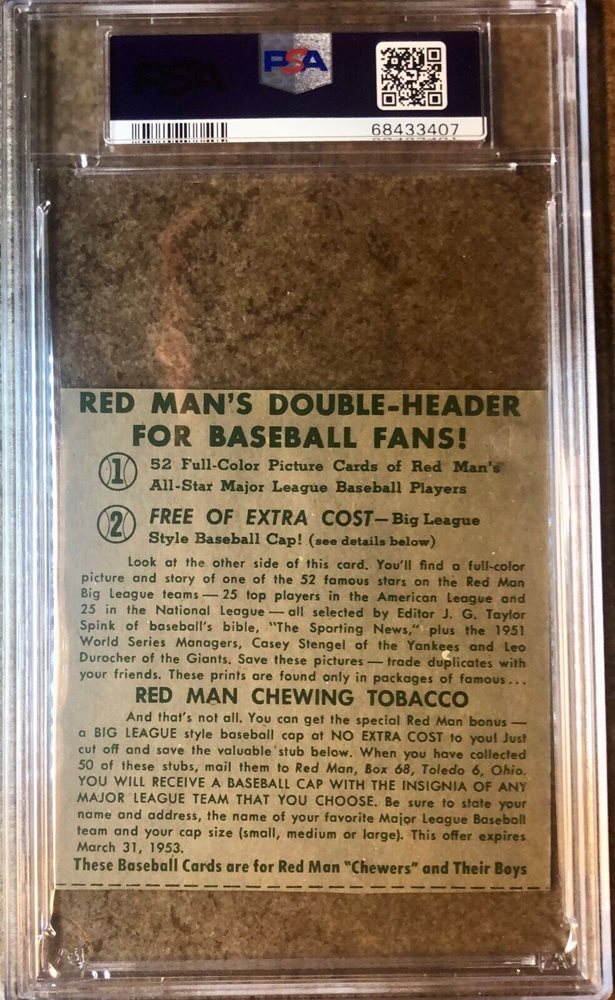 PSA
68433407
RED MAN'S DOUBLE-HEADER
FOR BASEBALL FANS!
1 52 Full-Color Picture Cards of Red Man's
All-Star Major League Baseball Players
2 FREE OF EXTRA COST—Big League
Style Baseball Cap! (see details below)
Look at the other side of this card. You'll find a full-color
picture and story of one of the 52 famous stars on the Red Man
Big League teams — 25 top players in the American League and
25 in the National League — all selected by Editor J. G. Taylor
Spink of baseball's bible, "The Sporting News," plus the 1951
World Series Managers, Casey Stengel of the Yankees and Leo
Durocher of the Giants. Save these pictures — trade duplicates with
your friends. These prints are found only in packages of famous...
RED MAN CHEWING TOBACCO
And that's not all. You can get the special Red Man bonus —
a BIG LEAGUE style baseball cap at NO EXTRA COST to you! Just
cut off and save the valuable stub below. When you have collected
50 of these stubs, mail them to Red Man, Box 68, Toledo 6, Ohio.
YOU WILL RECEIVE A BASEBALL CAP WITH THE INSIGNIA OF ANY
MAJOR LEAGUE TEAM THAT YOU CHOOSE. Be sure to state your
name and address, the name of your favorite Major League Baseball
team and your cap size (small, medium or large). This offer expires
March 31, 1953.
These Baseball Cards are for Red Man "Chewers" and Their Boys